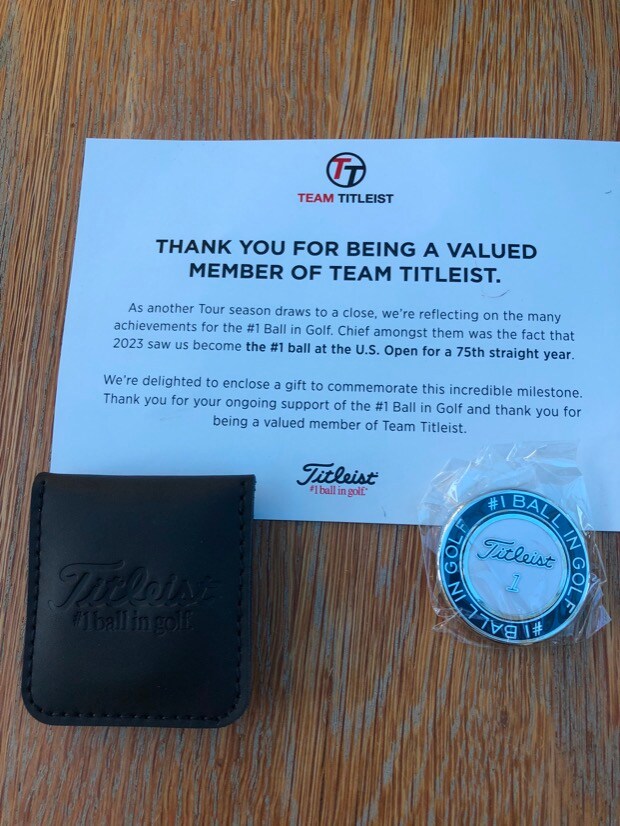 TT
TEAM TITLEIST
THANK YOU FOR BEING A VALUED
MEMBER OF TEAM TITLEIST.
As another Tour season draws to a close, we're reflecting on the many
achievements for the #1 Ball in Golf. Chief amongst them was the fact that
2023 saw us become the #1 ball at the U.S. Open for a 75th straight year.
We're delighted to enclose a gift to commemorate this incredible milestone.
Thank you for your ongoing support of the #1 Ball in Golf and thank you for
being a valued member of Team Titleist.
Titleist
#1 ball in golf.
Titleist
#1 ball in golf.
#1 BALL IN GOLF
Titleist
1
#1 BALL IN GOLF